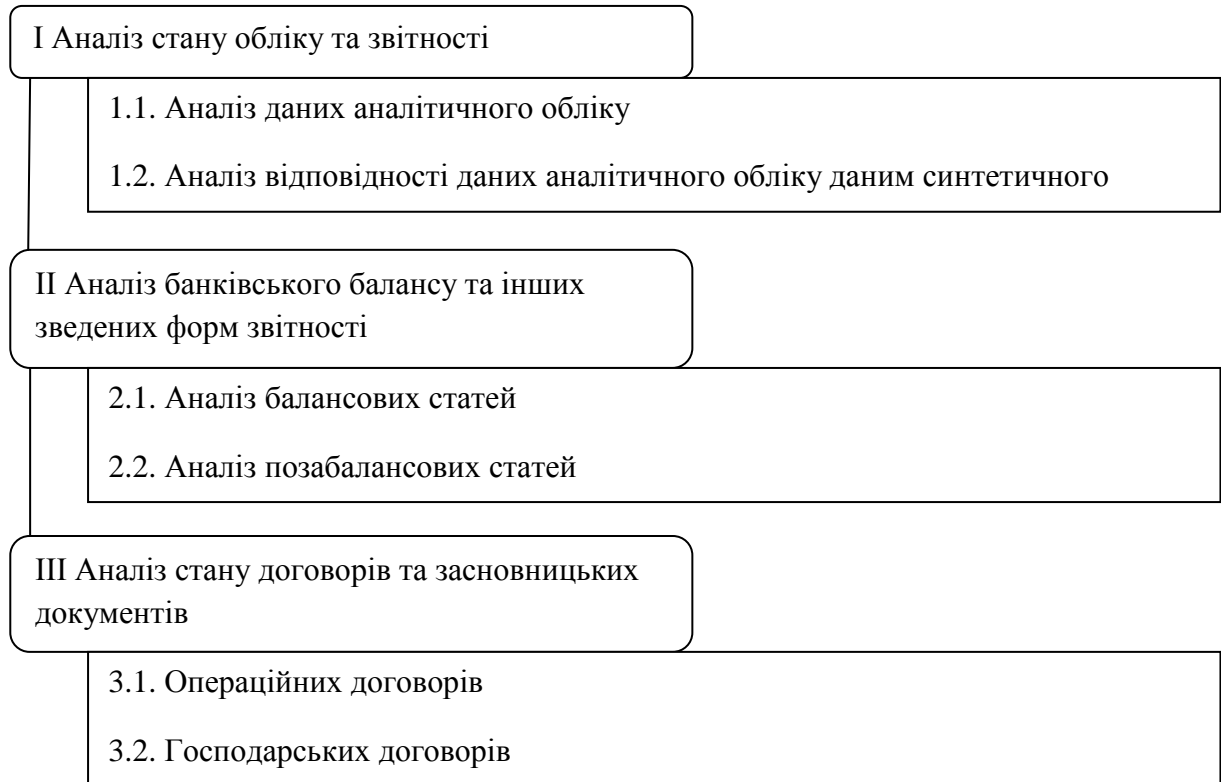 І Аналіз стану обліку та звітності
1.1. Аналіз даних аналітичного обліку
1.2. Аналіз відповідності даних аналітичного обліку даним синтетичного
ІІ Аналіз банківського балансу та інших
зведених форм звітності
2.1. Аналіз балансових статей
2.2. Аналіз позабалансових статей
ІІІ Аналіз стану договорів та засновницьких
документів
3.1. Операційних договорів
3.2. Господарських договорів